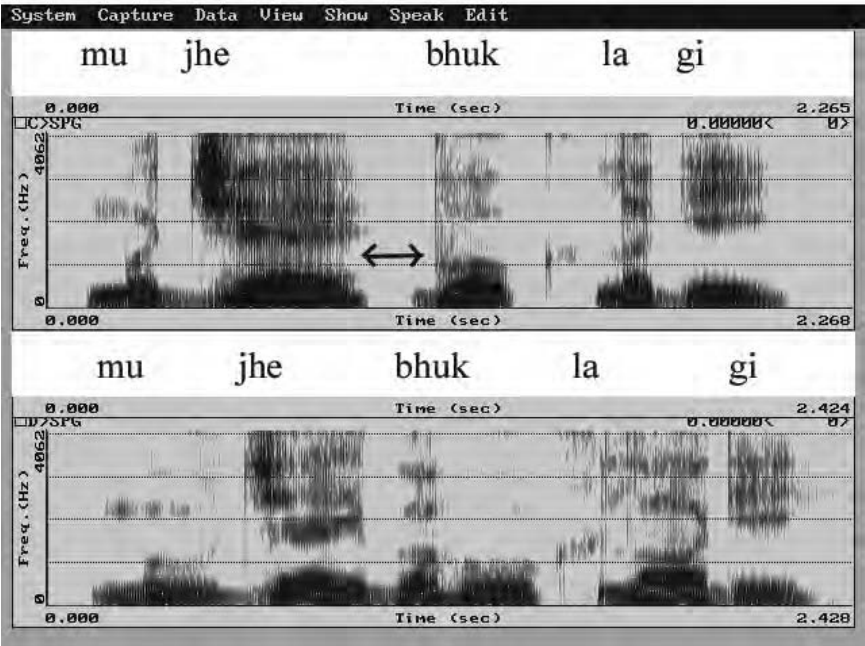 System Capture Data View Show Speak Edit
mu jhe bhuk la gi
0.000 Time (sec) 2.265
□C>SPG 0.00000< 0>
4062
Freq.(Hz)
0
0.000 Time (sec) 2.268
mu jhe bhuk la gi
0.000 Time (sec) 2.424
□D>SPG 0.00000< 0>
4062
Freq.(Hz)
0
0.000 Time (sec) 2.428